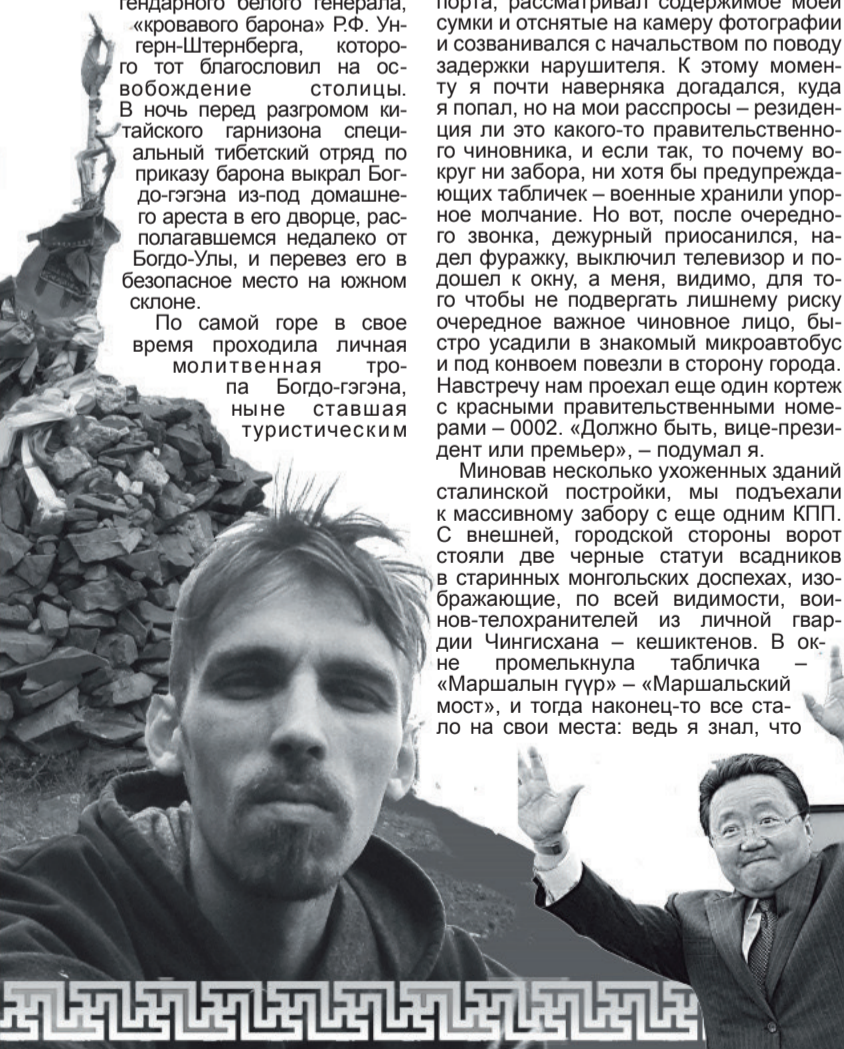 гендарного белого генерала,
«кровавого барона» Р.Ф. Ун-
герн-Штернберга, которо-
го тот благословил на ос-
вобождение столицы.
В ночь перед разгромом ки-
тайского гарнизона специ-
альный тибетский отряд по
приказу барона выкрал Бог-
до-гэгэна из-под домашне-
го ареста в его дворце, рас-
полагавшемся недалеко от
Богдо-Улы, и перевез его в
безопасное место на южном
склоне.
По самой горе в свое
время проходила личная
молитвенная тро-
па Богдо-гэгэна,
ныне ставшая
туристическим
порта, рассматривал содержимое моей
сумки и отснятые на камеру фотографии
и созванивался с начальством по поводу
задержки нарушителя. К этому момен-
ту я почти наверняка догадался, куда
я попал, но на мои расспросы – резиден-
ция ли это какого-то правительственно-
го чиновника, и если так, то почему во-
круг ни забора, ни хотя бы предупрежда-
ющих табличек – военные хранили упор-
ное молчание. Но вот, после очередно-
го звонка, дежурный приосанился, на-
дел фуражку, выключил телевизор и по-
дошел к окну, а меня, видимо, для то-
го чтобы не подвергать лишнему риску
очередное важное чиновное лицо, бы-
стро усадили в знакомый микроавтобус
и под конвоем повезли в сторону города.
Навстречу нам проехал еще один кортеж
с красными правительственными номе-
рами – 0002. «Должно быть, вице-прези-
дент или премьер», – подумал я.
Миновав несколько ухоженных зданий
сталинской постройки, мы подъехали
к массивному забору с еще одним КПП.
С внешней, городской стороны ворот
стояли две черные статуи всадников
в старинных монгольских доспехах, изо-
бражающие, по всей видимости, вои-
нов-телохранителей из личной гвар-
дии Чингисхана – кешиктенов. В ок-
не промелькнула табличка –
«Маршалын гүүр» – «Маршальский
мост», и тогда наконец-то все ста-
ло на свои места: ведь я знал, что